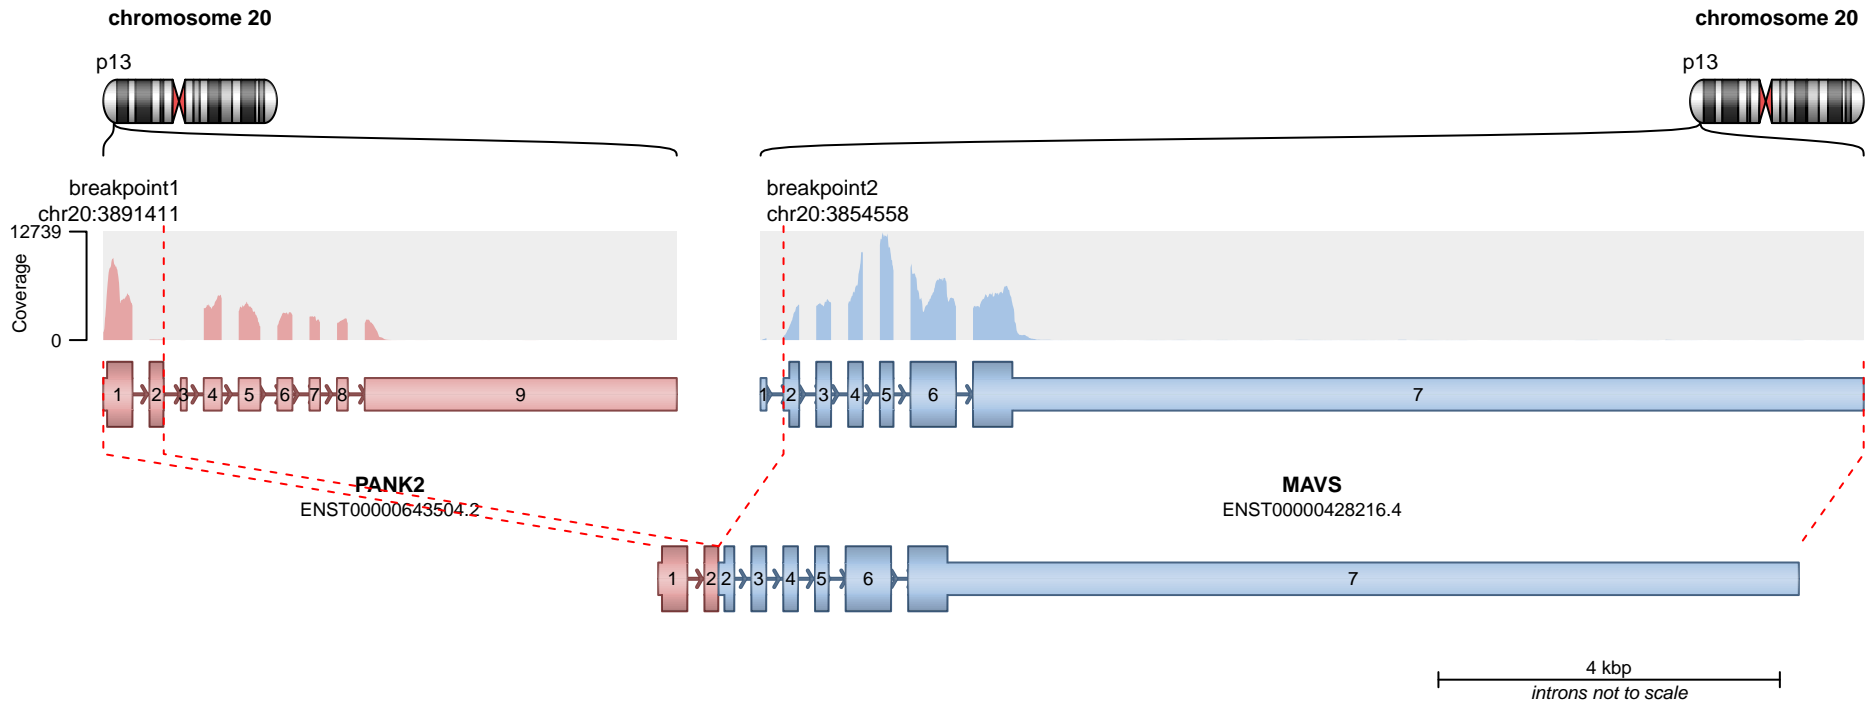 chromosome 20
chromosome 20
p13
p13
breakpoint1
chr20:3891411
breakpoint2
chr20:3854558
12739
Coverage
0
1 2 3 4 5 6 7 8 9
1 2 3 4 5 6 7
PANK2
ENST00000643504.2
MAVS
ENST00000428216.4
1 2 2 3 4 5 6 7
4 kbp
introns not to scale